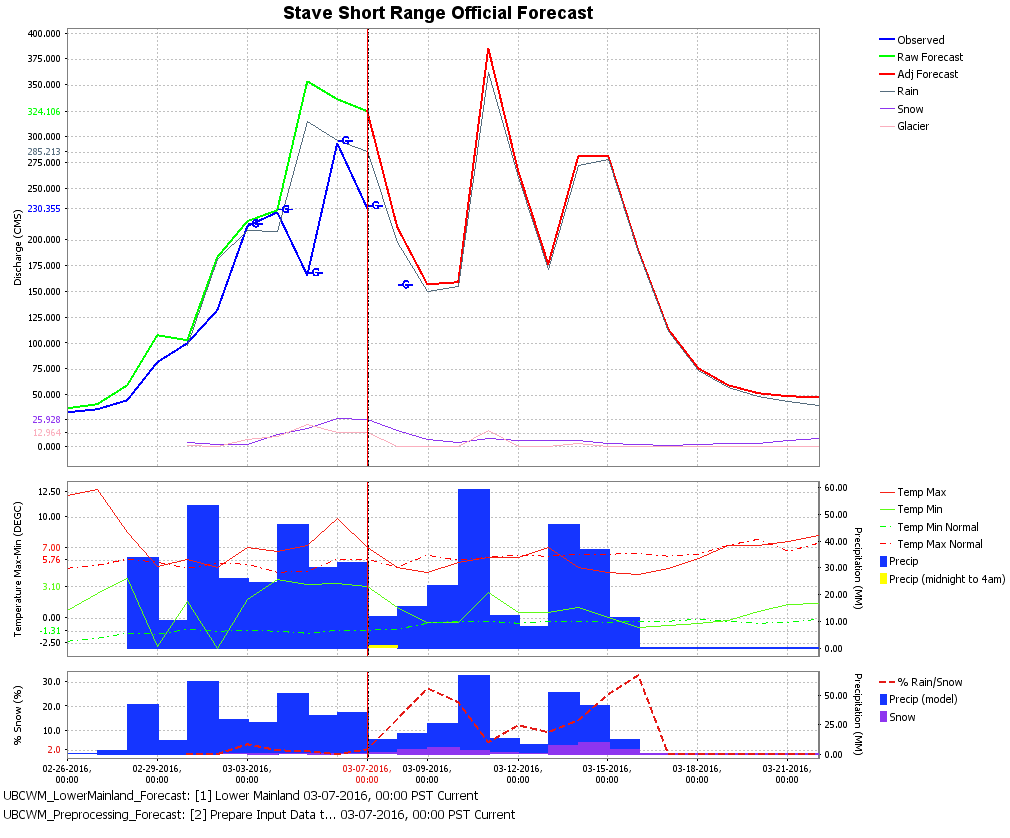 Stave Short Range Official Forecast
400.000
375.000
350.000
324.106
300.000
285.213
275.000
250.000
230.355
200.000
175.000
150.000
125.000
100.000
75.000
50.000
25.928
12.964
0.000
Discharge (CMS)
Observed
Raw Forecast
Adj Forecast
Rain
Snow
Glacier
12.50
10.00
7.00
5.76
3.10
0.00
-1.31
-2.50
Temperature Max-Min (DEGC)
60.00
50.00
40.00
30.00
20.00
10.00
0.00
Precipitation (MM)
Temp Max
Temp Min
Temp Min Normal
Temp Max Normal
Precip
Precip (midnight to 4am)
30.0
20.0
10.0
2.0
% Snow (%)
50.00
25.00
0.00
Precipitation (MM)
% Rain/Snow
Precip (model)
Snow
02-26-2016, 02-29-2016, 03-03-2016, 03-07-2016, 03-09-2016, 03-12-2016, 03-15-2016, 03-18-2016, 03-21-2016,
00:00 00:00 00:00 00:00 00:00 00:00 00:00 00:00 00:00
UBCWM_LowerMainland_Forecast: [1] Lower Mainland 03-07-2016, 00:00 PST Current
UBCWM_Preprocessing_Forecast: [2] Prepare Input Data t... 03-07-2016, 00:00 PST Current